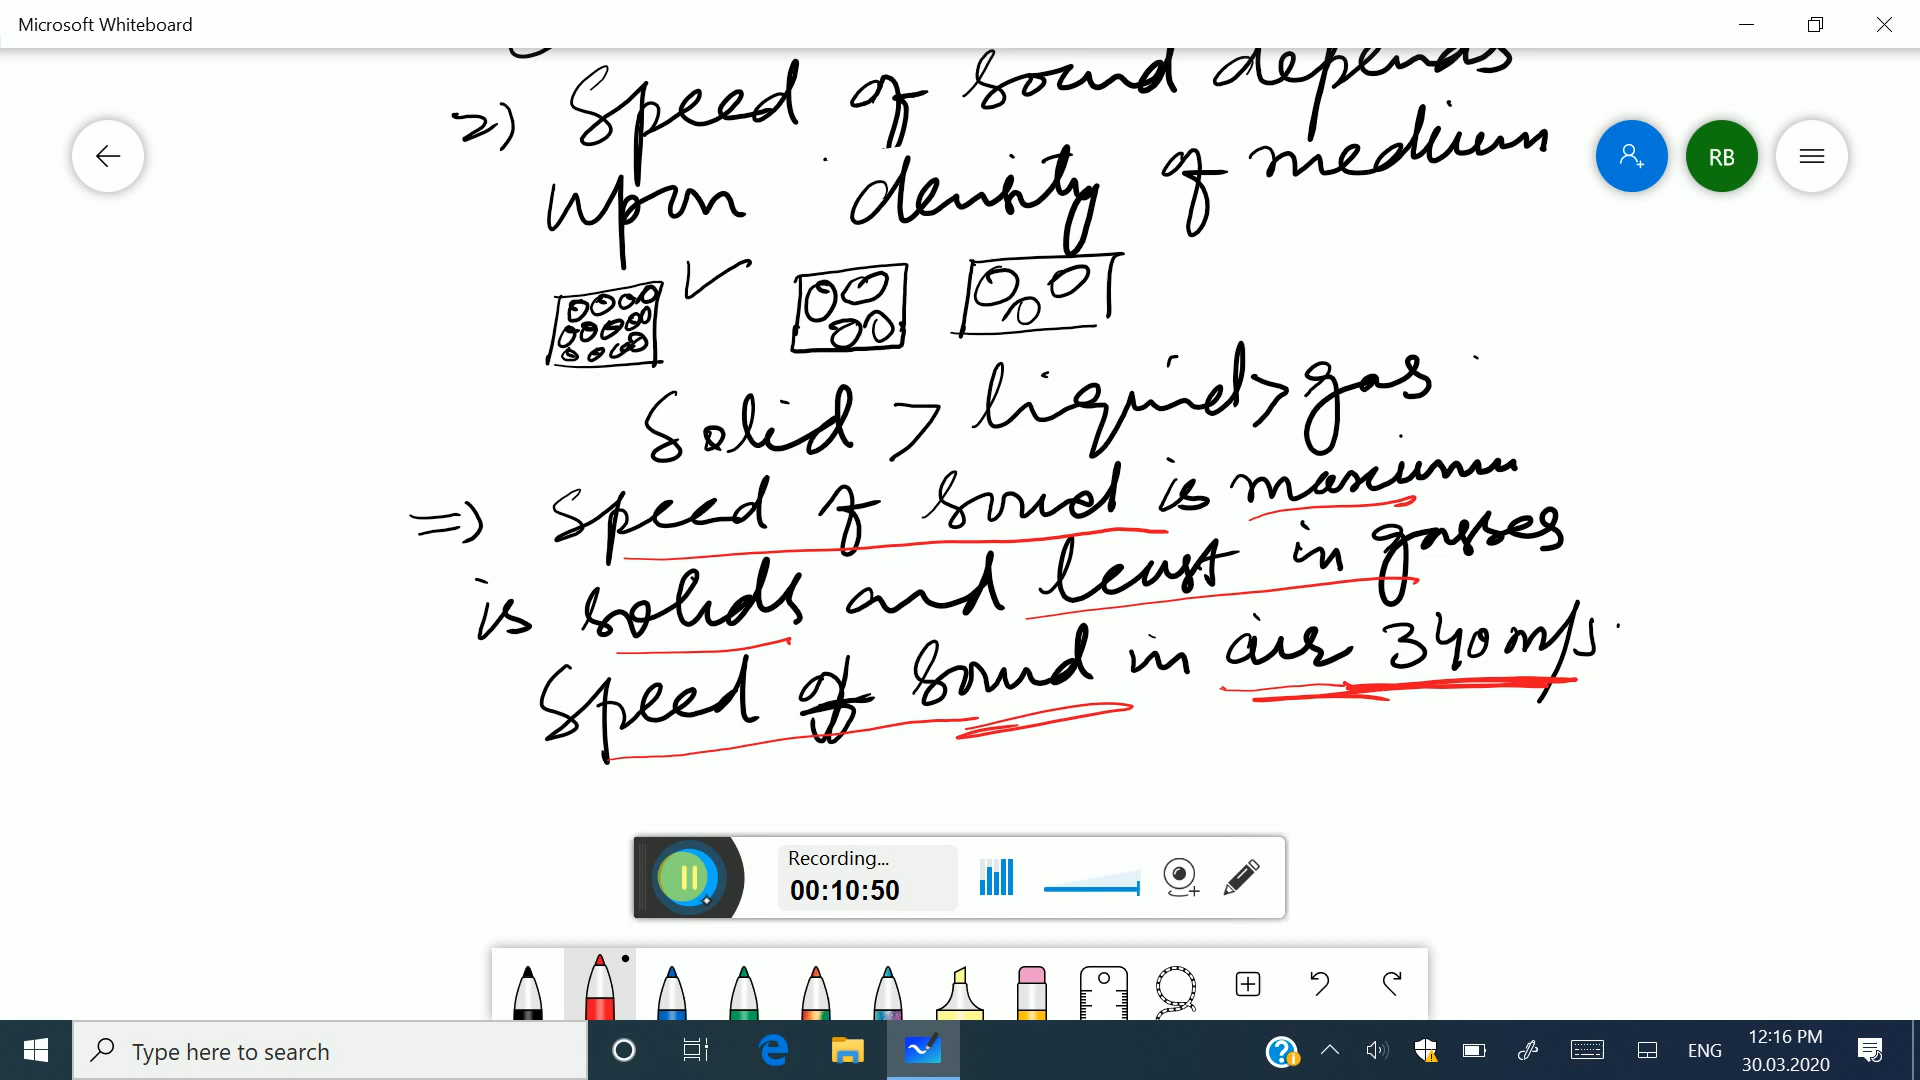 Microsoft Whiteboard
2) Speed of sound depends
upon density of medium
RB
Solid > liquid > gas
=> Speed of Sound is maximum
is solids and least in gasses
Speed of Sound in air 340 m/s.
Recording...
00:10:50
Type here to search
ENG
12:16 PM
30.03.2020